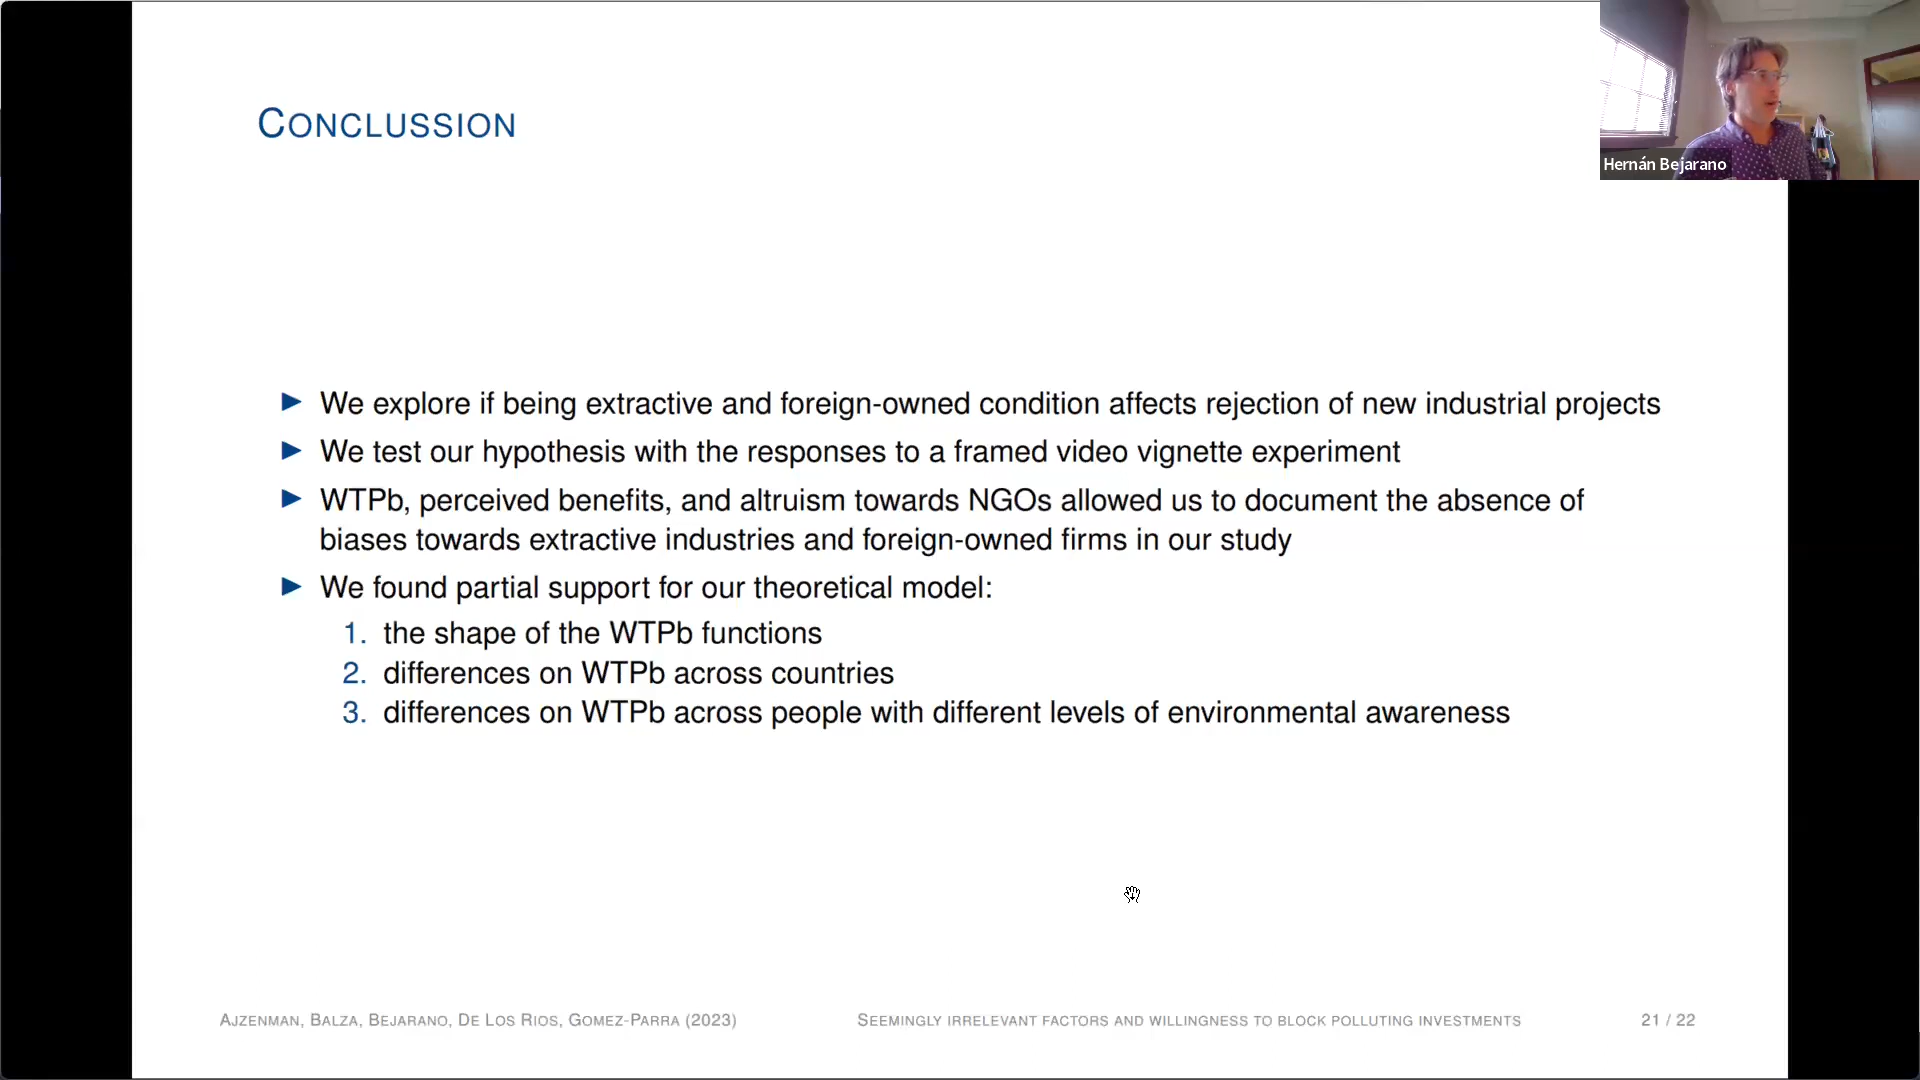 CONCLUSSION
Hernán Bejarano
► We explore if being extractive and foreign-owned condition affects rejection of new industrial projects
► We test our hypothesis with the responses to a framed video vignette experiment
► WTPb, perceived benefits, and altruism towards NGOs allowed us to document the absence of
biases towards extractive industries and foreign-owned firms in our study
► We found partial support for our theoretical model:
1. the shape of the WTPb functions
2. differences on WTPb across countries
3. differences on WTPb across people with different levels of environmental awareness
AJZENMAN, BALZA, BEJARANO, DE LOS RIOS, GOMEZ-PARRA (2023)
SEEMINGLY IRRELEVANT FACTORS AND WILLINGNESS TO BLOCK POLLUTING INVESTMENTS
21 / 22